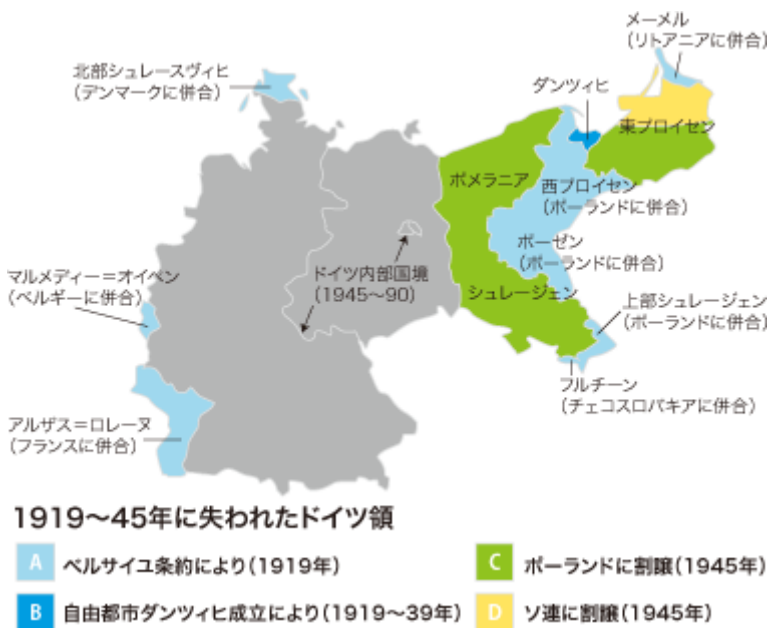 メーメル
(リトアニアに併合)
北部シュレースヴィヒ
(デンマークに併合)
ダンツィヒ
東プロイセン
ポメラニア
西プロイセン
(ポーランドに併合)
ポーゼン
(ポーランドに併合)
ドイツ内部国境
(1945〜90)
マルメディー=オイペン
(ベルギーに併合)
シュレージェン
上部シュレージェン
(ポーランドに併合)
フルチーン
(チェコスロバキアに併合)
アルザス=ロレーヌ
(フランスに併合)
1919〜45年に失われたドイツ領
A ベルサイユ条約により(1919年)
C ポーランドに割譲(1945年)
B 自由都市ダンツィヒ成立により(1919〜39年)
D ソ連に割譲(1945年)